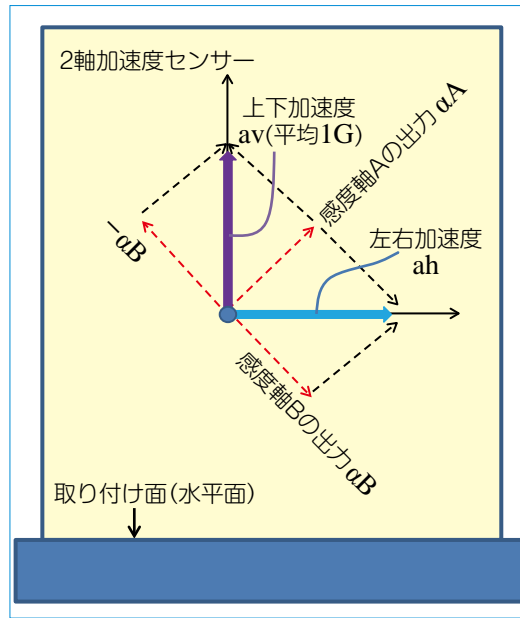 2軸加速度センサー
上下加速度
av(平均1G)
感度軸Aの出力 αA
左右加速度
ah
−αB
感度軸Bの出力 αB
取り付け面(水平面)